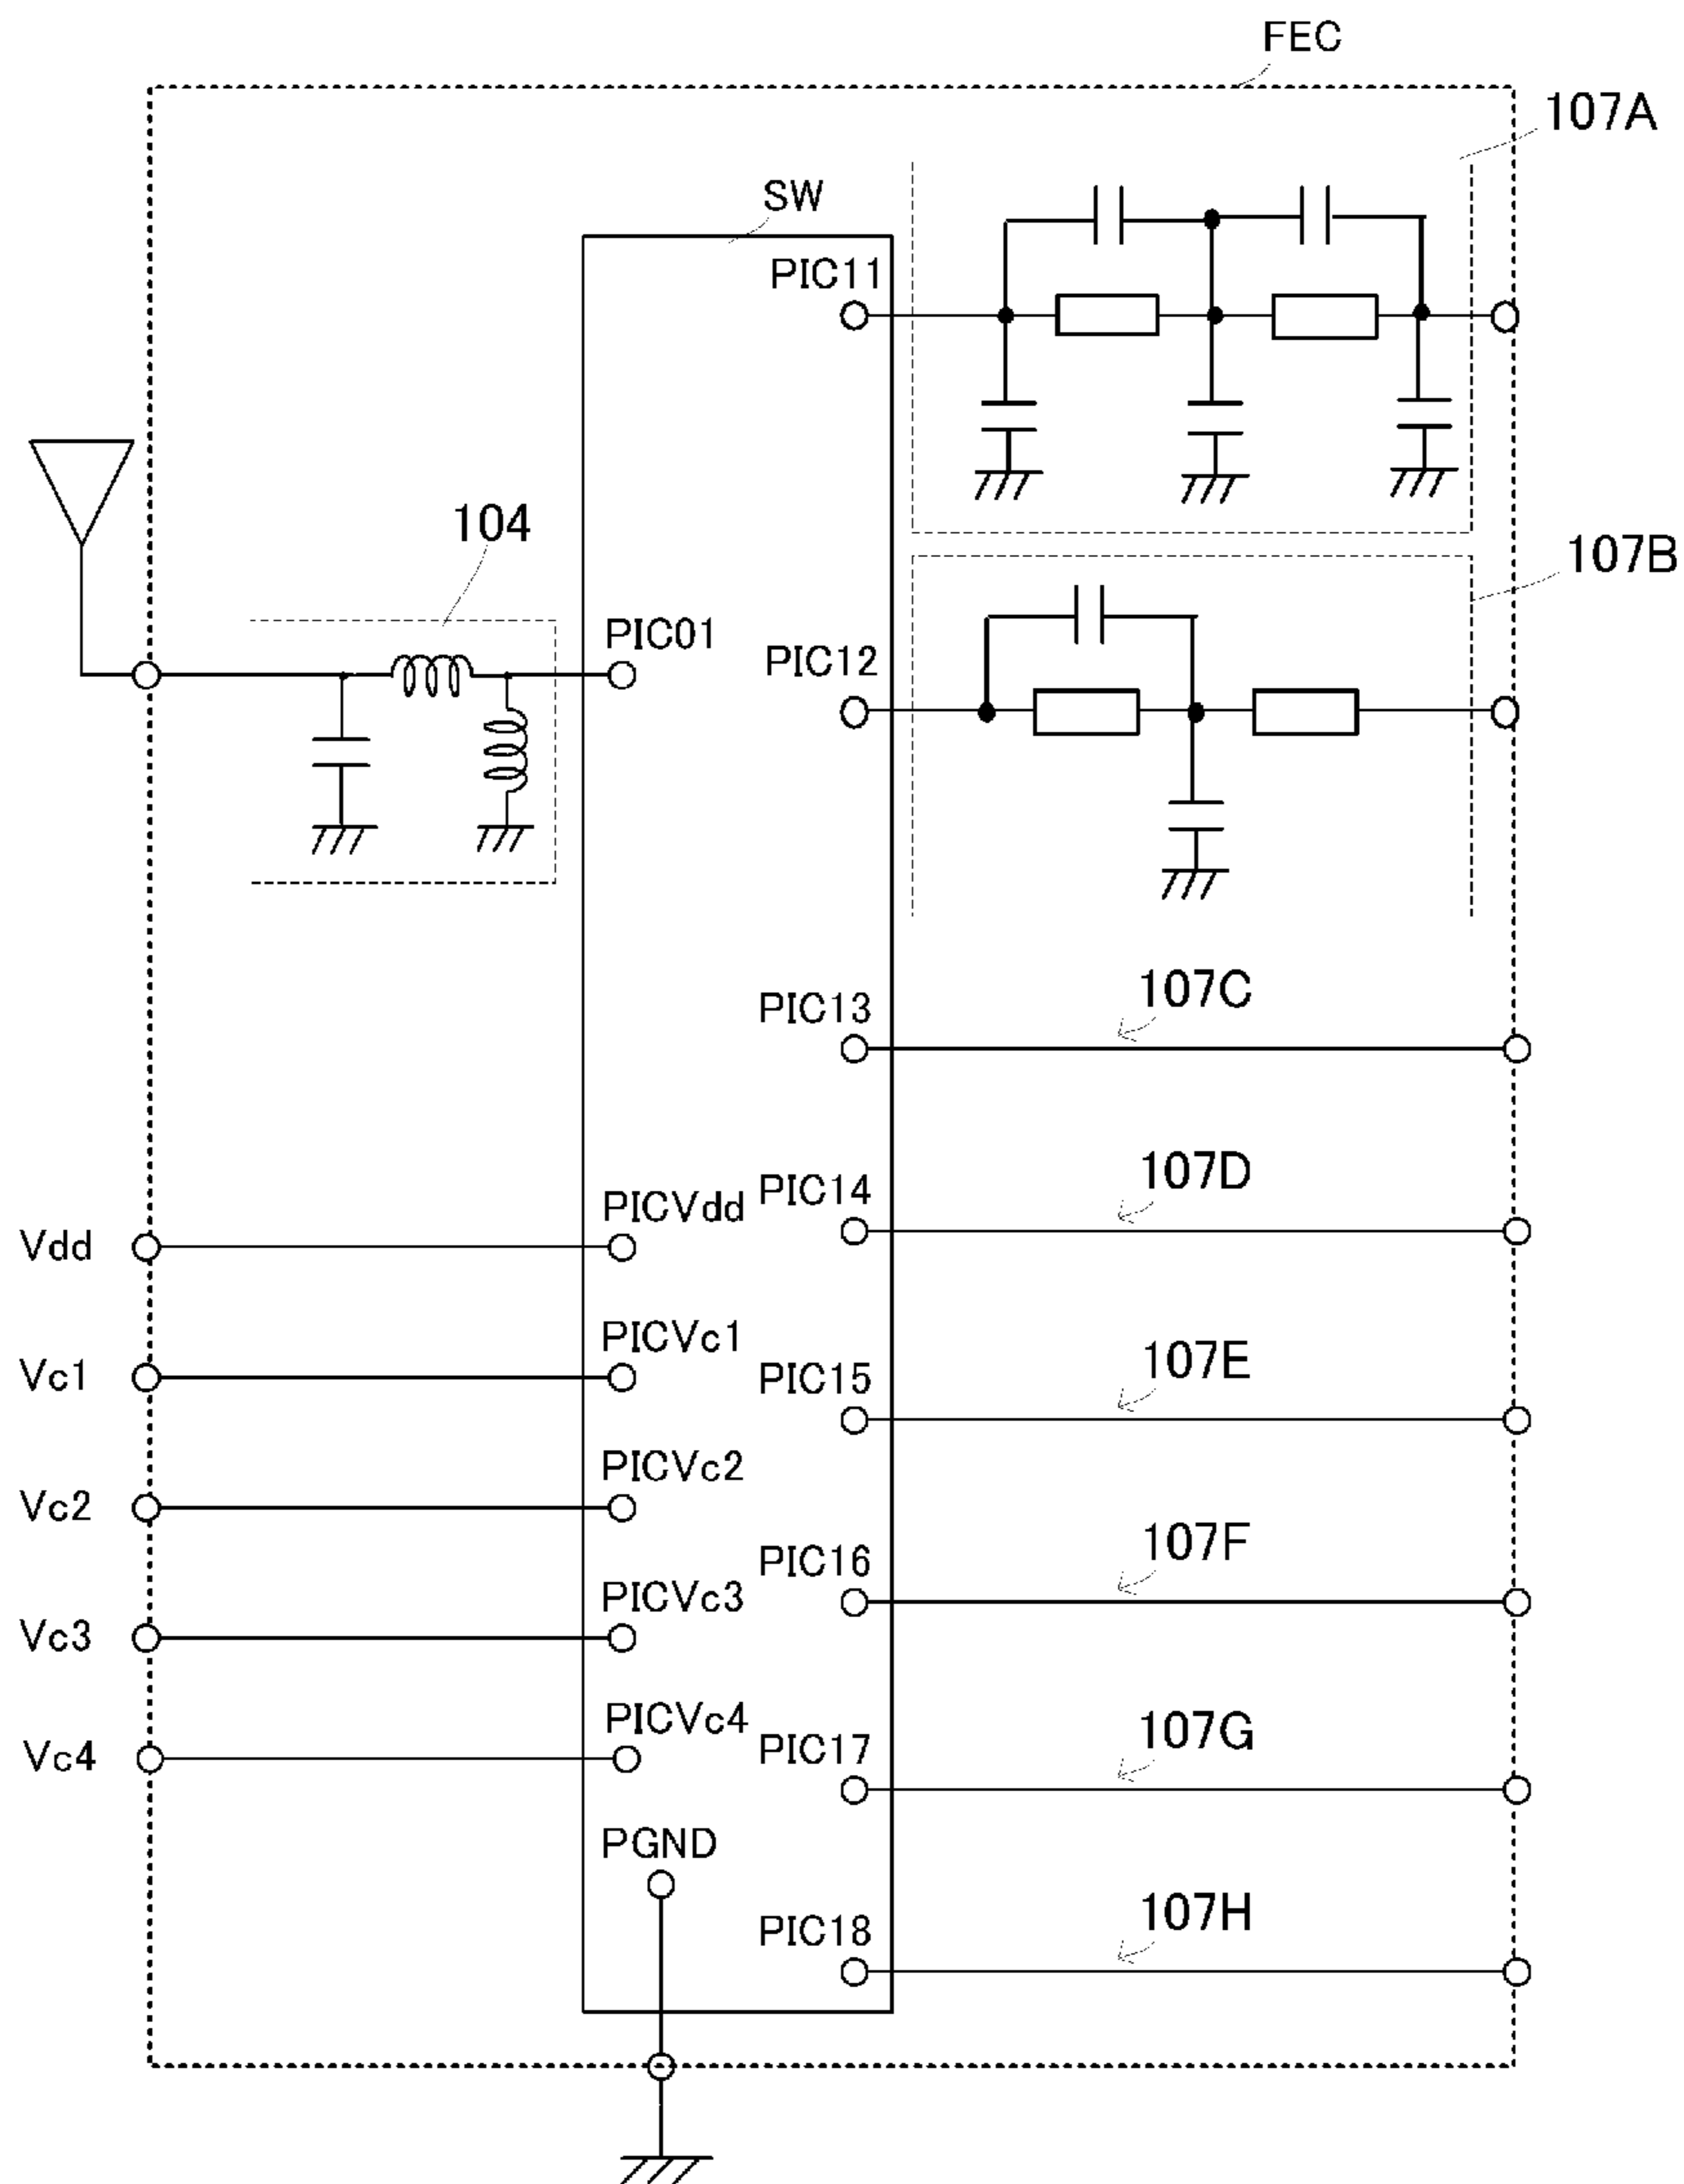 FEC
107A
SW
PIC11
104
107B
PIC01
PIC12
107C
PIC13
107D
PIC14
PICVdd
Vdd
PICVc1
107E
Vc1
PIC15
PICVc2
Vc2
107F
PIC16
PICVc3
Vc3
PICVc4
107G
Vc4
PIC17
PGND
107H
PIC18